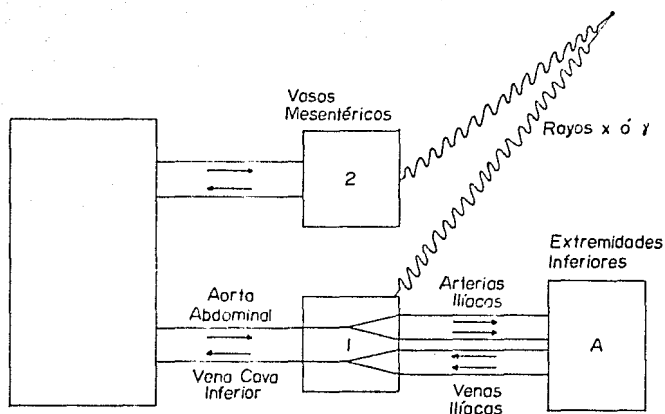 Vasos
Mesentéricos
2
Rayos x ó γ
Extremidades
Inferiores
Aorta
Abdominal
Arterias
Ilíacas
1
A
Vena Cava
Inferior
Venas
Ilíacas